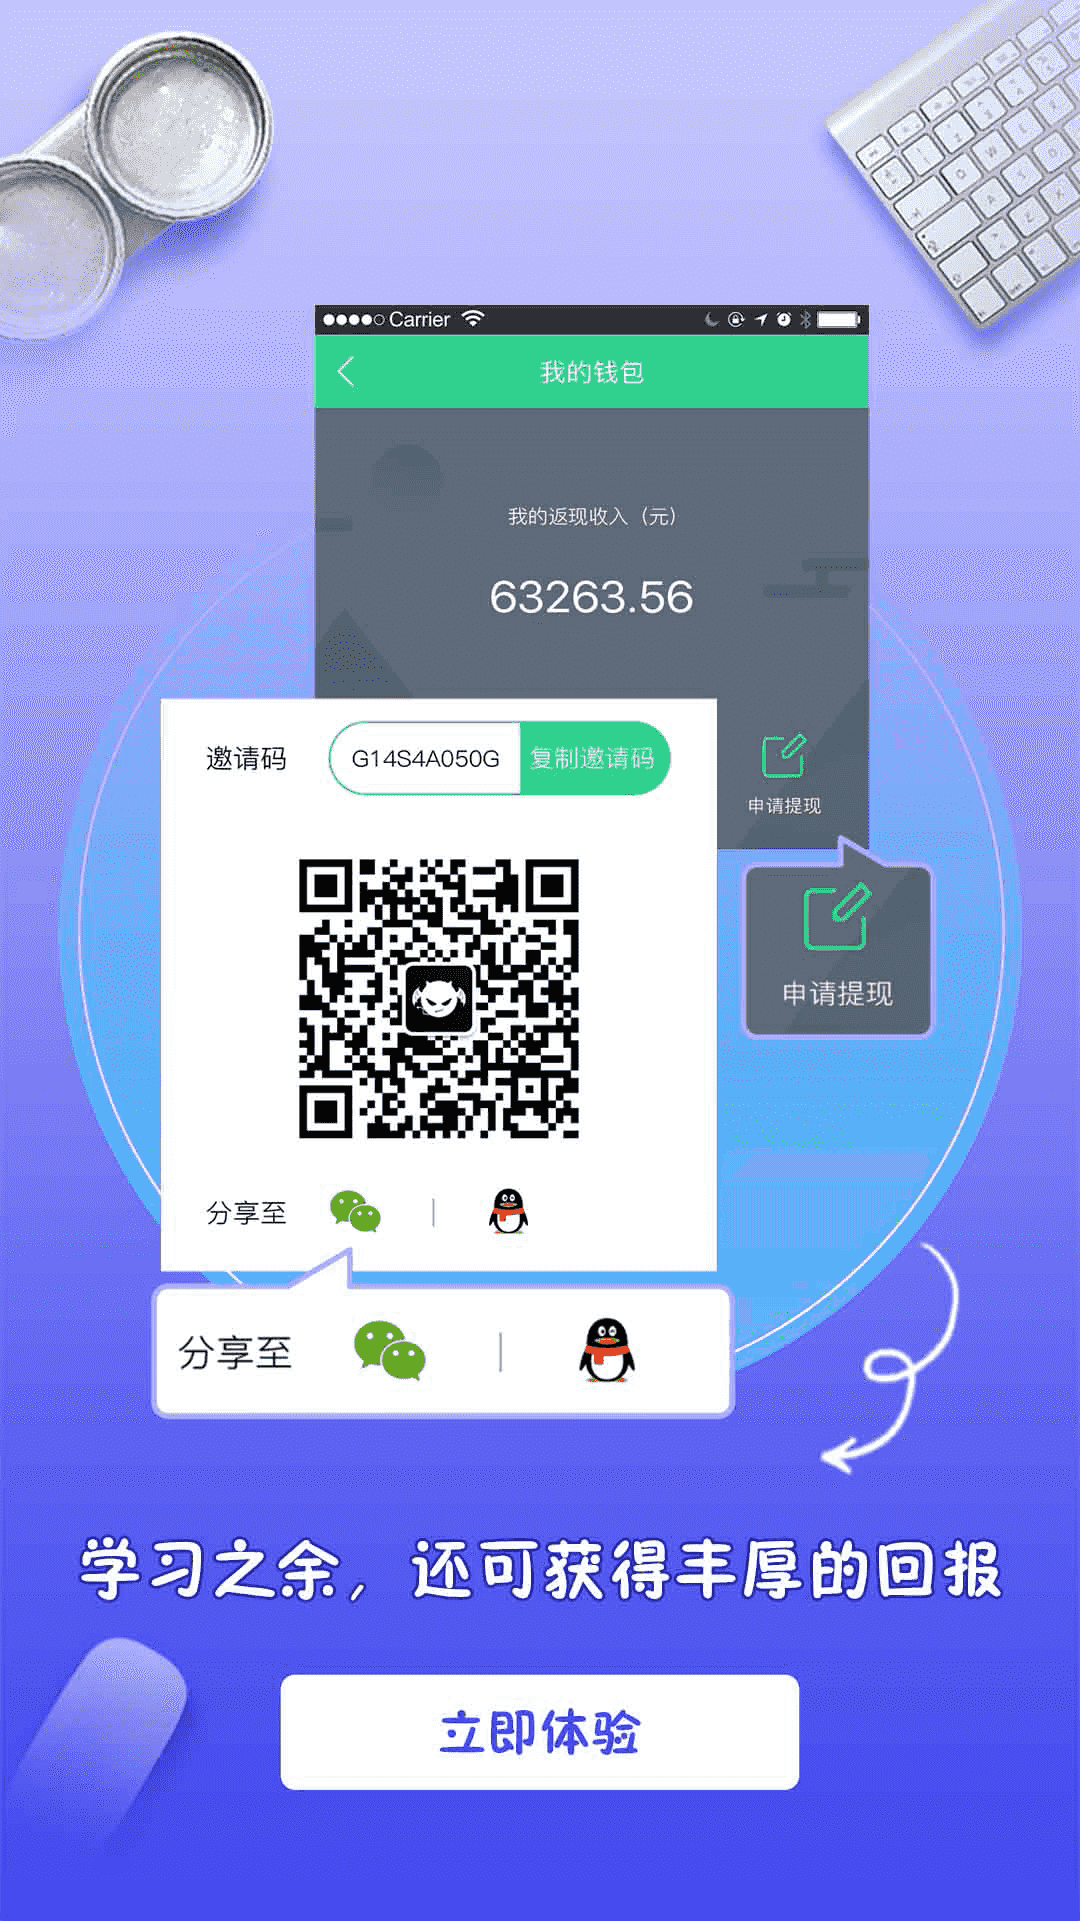 Carrier
我的钱包
我的返现收入（元）
63263.56
邀请码
G14S4A050G
复制邀请码
申请提现
申请提现
分享至
分享至
学习之余，还可获得丰厚的回报
立即体验